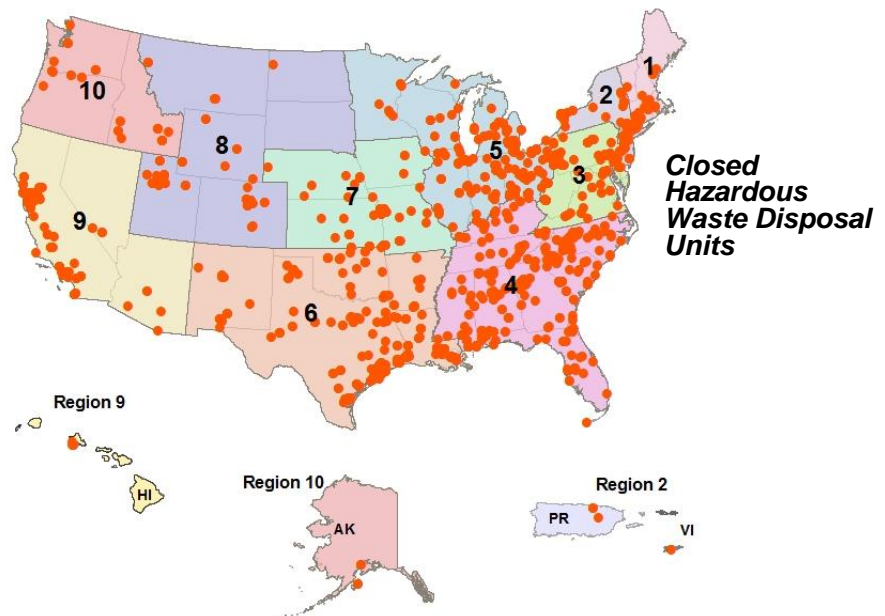 1
2
10
8
5
3
7
9
4
6
Closed
Hazardous
Waste Disposal
Units
Region 9
HI
Region 10
AK
Region 2
PR
VI